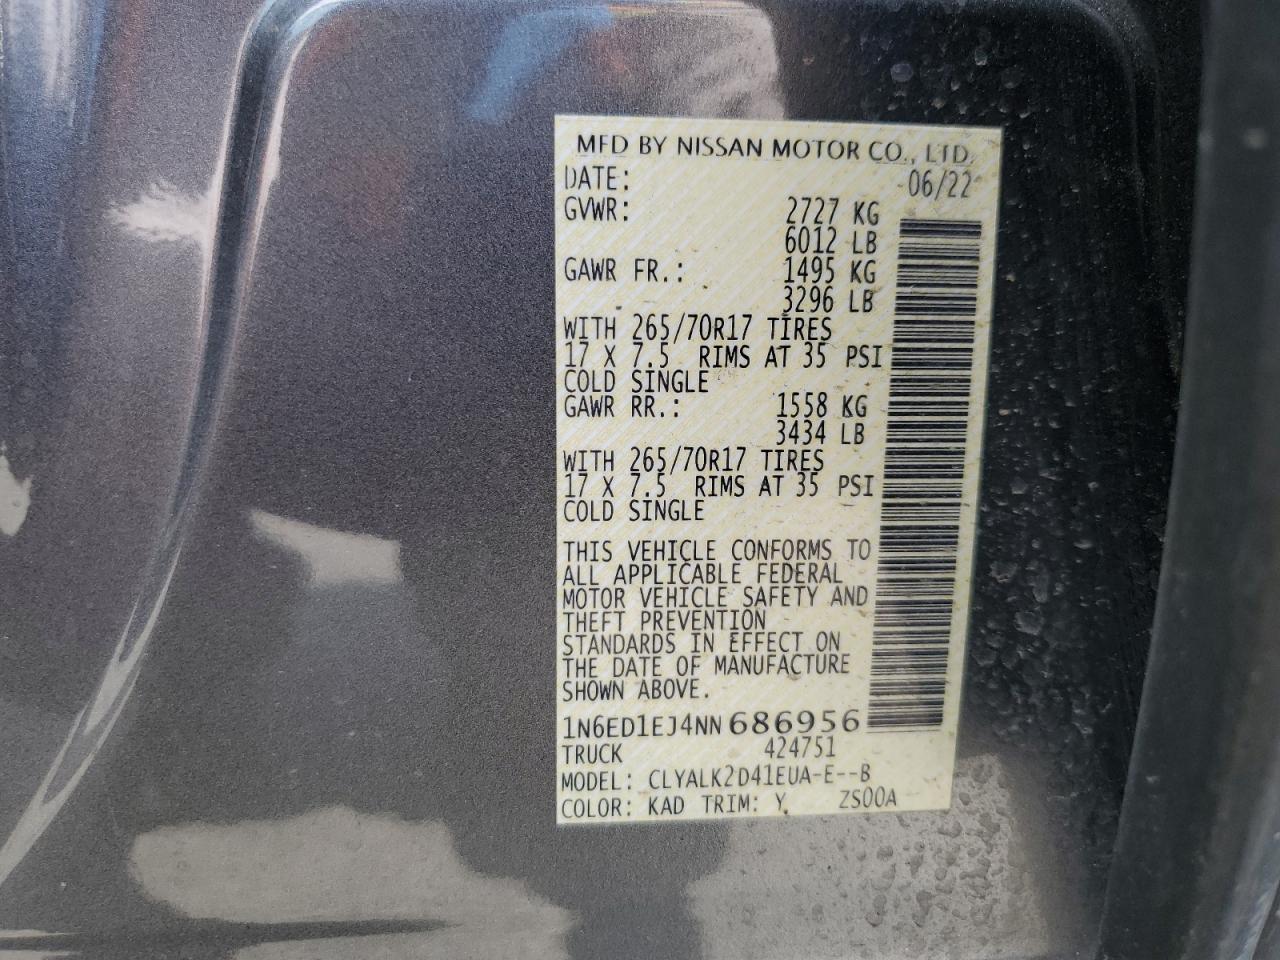 MFD BY NISSAN MOTOR CO., LTD.
DATE: 06/22
GVWR: 2727 KG
6012 LB
GAWR FR.: 1495 KG
3296 LB
WITH 265/70R17 TIRES
17 X 7.5 RIMS AT 35 PSI
COLD SINGLE
GAWR RR.: 1558 KG
3434 LB
WITH 265/70R17 TIRES
17 X 7.5 RIMS AT 35 PSI
COLD SINGLE
THIS VEHICLE CONFORMS TO
ALL APPLICABLE FEDERAL
MOTOR VEHICLE SAFETY AND
THEFT PREVENTION
STANDARDS IN EFFECT ON
THE DATE OF MANUFACTURE
SHOWN ABOVE.
1N6ED1EJ4NN686956
TRUCK 424751
MODEL: CLYALK2D41EUA-E--B
COLOR: KAD TRIM: Y ZS00A